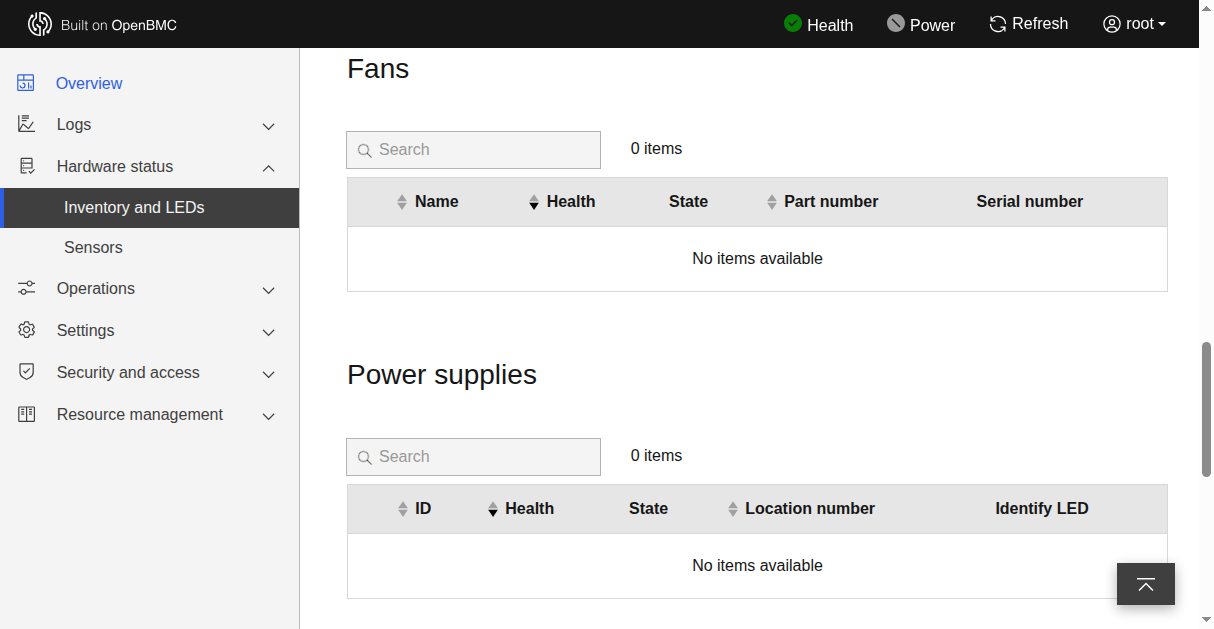 Built on OpenBMC
Health
Power
Refresh
root
Overview
Logs
Hardware status
Inventory and LEDs
Sensors
Operations
Settings
Security and access
Resource management
Fans
Search
0 items
Name Health State Part number Serial number
No items available
Power supplies
Search
0 items
ID Health State Location number Identify LED
No items available